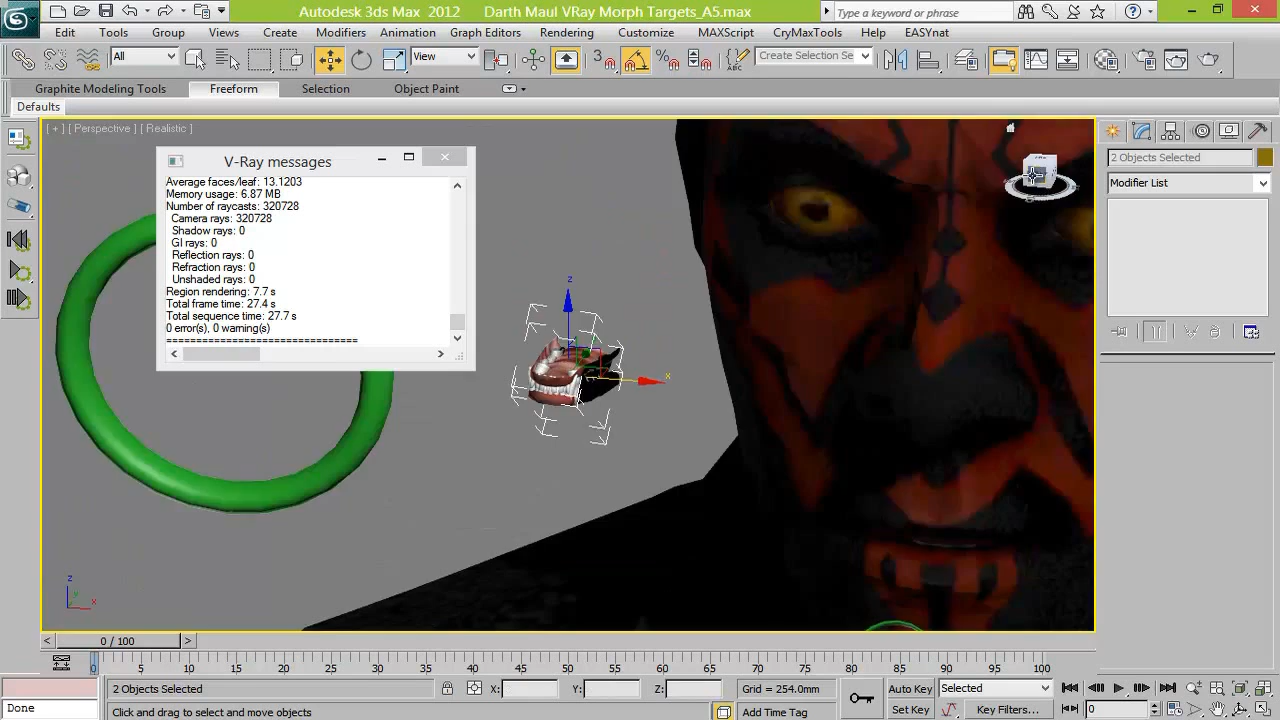 Autodesk 3ds Max 2012 Darth Maul VRay Morph Targets_A5.max
Type a keyword or phrase
Edit Tools Group Views Create Modifiers Animation Graph Editors Rendering Customize MAXScript CryMaxTools Help EASYnat
All View 3 Create Selection Se
Graphite Modeling Tools Freeform Selection Object Paint
Defaults
[ + ] [ Perspective ] [ Realistic ]
V-Ray messages
Average faces/leaf: 13.1203
Memory usage: 6.87 MB
Number of raycasts: 320728
Camera rays: 320728
Shadow rays: 0
GI rays: 0
Reflection rays: 0
Refraction rays: 0
Unshaded rays: 0
Region rendering: 7.7 s
Total frame time: 27.4 s
Total sequence time: 27.7 s
0 error(s), 0 warning(s)
================================
z
x
2 Objects Selected
Modifier List
z
y
x
< 0 / 100 >
0 5 10 15 20 25 30 35 40 45 50 55 60 65 70 75 80 85 90 95 100
2 Objects Selected X: Y: Z: Grid = 254.0mm Auto Key Selected
Done Click and drag to select and move objects Add Time Tag Set Key Key Filters... 0